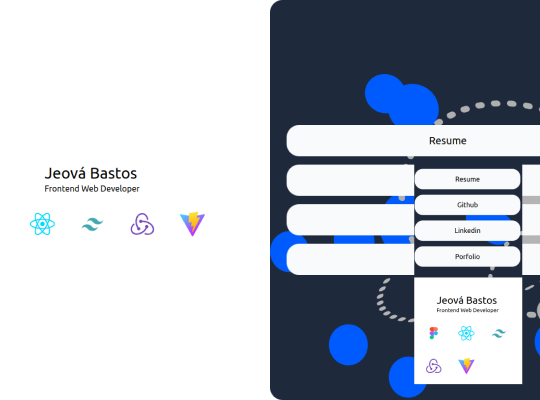 Jeová Bastos
Frontend Web Developer
Resume
Resume
Github
Linkedin
Porfolio
Jeová Bastos
Frontend Web Developer